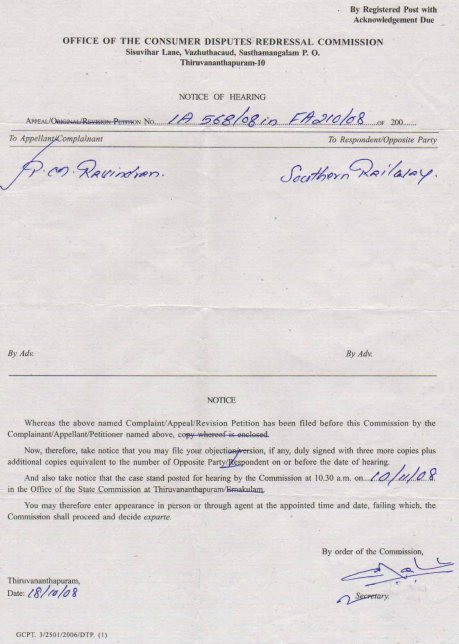 By Registered Post with
Acknowledgement Due
OFFICE OF THE CONSUMER DISPUTES REDRESSAL COMMISSION
Sisuvihar Lane, Vazhuthacaud, Sasthamangalam P. O.
Thiruvananthapuram-10
NOTICE OF HEARING
APPEAL/ORIGINAL/REVISION PETITION NO. IA 568/08 in FA 210/08 OF 200......
To Appellant/Complainant To Respondent/Opposite Party
P. M. Ravindran. Southern Railway.
By Adv. By Adv.
NOTICE
Whereas the above named Complaint/Appeal/Revision Petition has been filed before this Commission by the
Complainant/Appellant/Petitioner named above, copy whereof is enclosed.
Now, therefore, take notice that you may file your objection/version, if any, duly signed with three more copies plus
additional copies equivalent to the number of Opposite Party/Respondent on or before the date of hearing.
And also take notice that the case stand posted for hearing by the Commission at 10.30 a.m. on 10/11/08
in the Office of the State Commission at Thiruvananthapuram/Ernakulam.
You may therefore enter appearance in person or through agent at the appointed time and date, failing which, the
Commission shall proceed and decide exparte.
By order of the Commission,
Thiruvananthapuram,
Date: 18/10/08 Secretary.
GCPT. 3/2501/2006/DTP. (1)